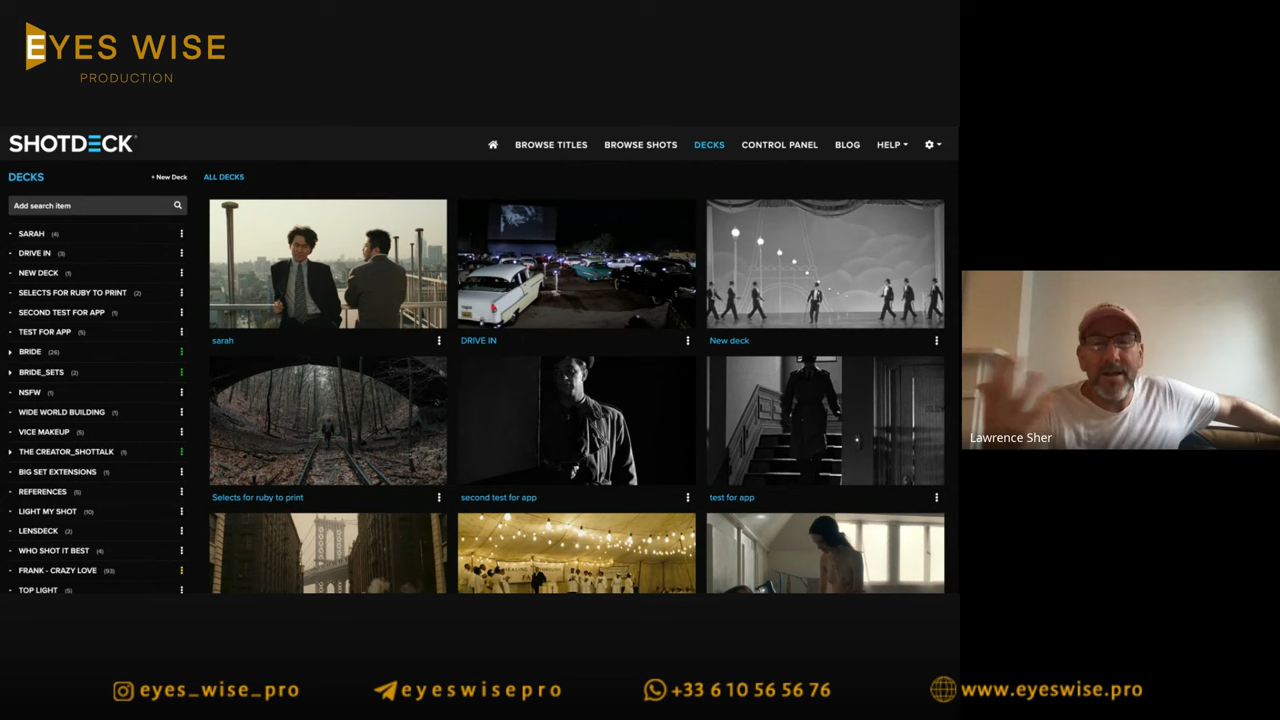 EYES WISE
PRODUCTION
SHOTDECK
BROWSE TITLES
BROWSE SHOTS
DECKS
CONTROL PANEL
BLOG
HELP
DECKS
+ New Deck
ALL DECKS
Add search item
SARAH (4)
DRIVE IN (3)
NEW DECK (1)
SELECTS FOR RUBY TO PRINT (2)
SECOND TEST FOR APP (1)
TEST FOR APP (5)
BRIDE (26)
BRIDE_SETS (2)
NSFW (1)
WIDE WORLD BUILDING (1)
VICE MAKEUP (5)
THE CREATOR_SHOTTALK (1)
BIG SET EXTENSIONS (1)
REFERENCES (5)
LIGHT MY SHOT (10)
LENSDECK (2)
WHO SHOT IT BEST (4)
FRANK - CRAZY LOVE (93)
TOP LIGHT (5)
sarah
DRIVE IN
New deck
Selects for ruby to print
second test for app
test for app
Lawrence Sher
eyes_wise_pro
eyeswisepro
+33 6 10 56 56 76
www.eyeswise.pro